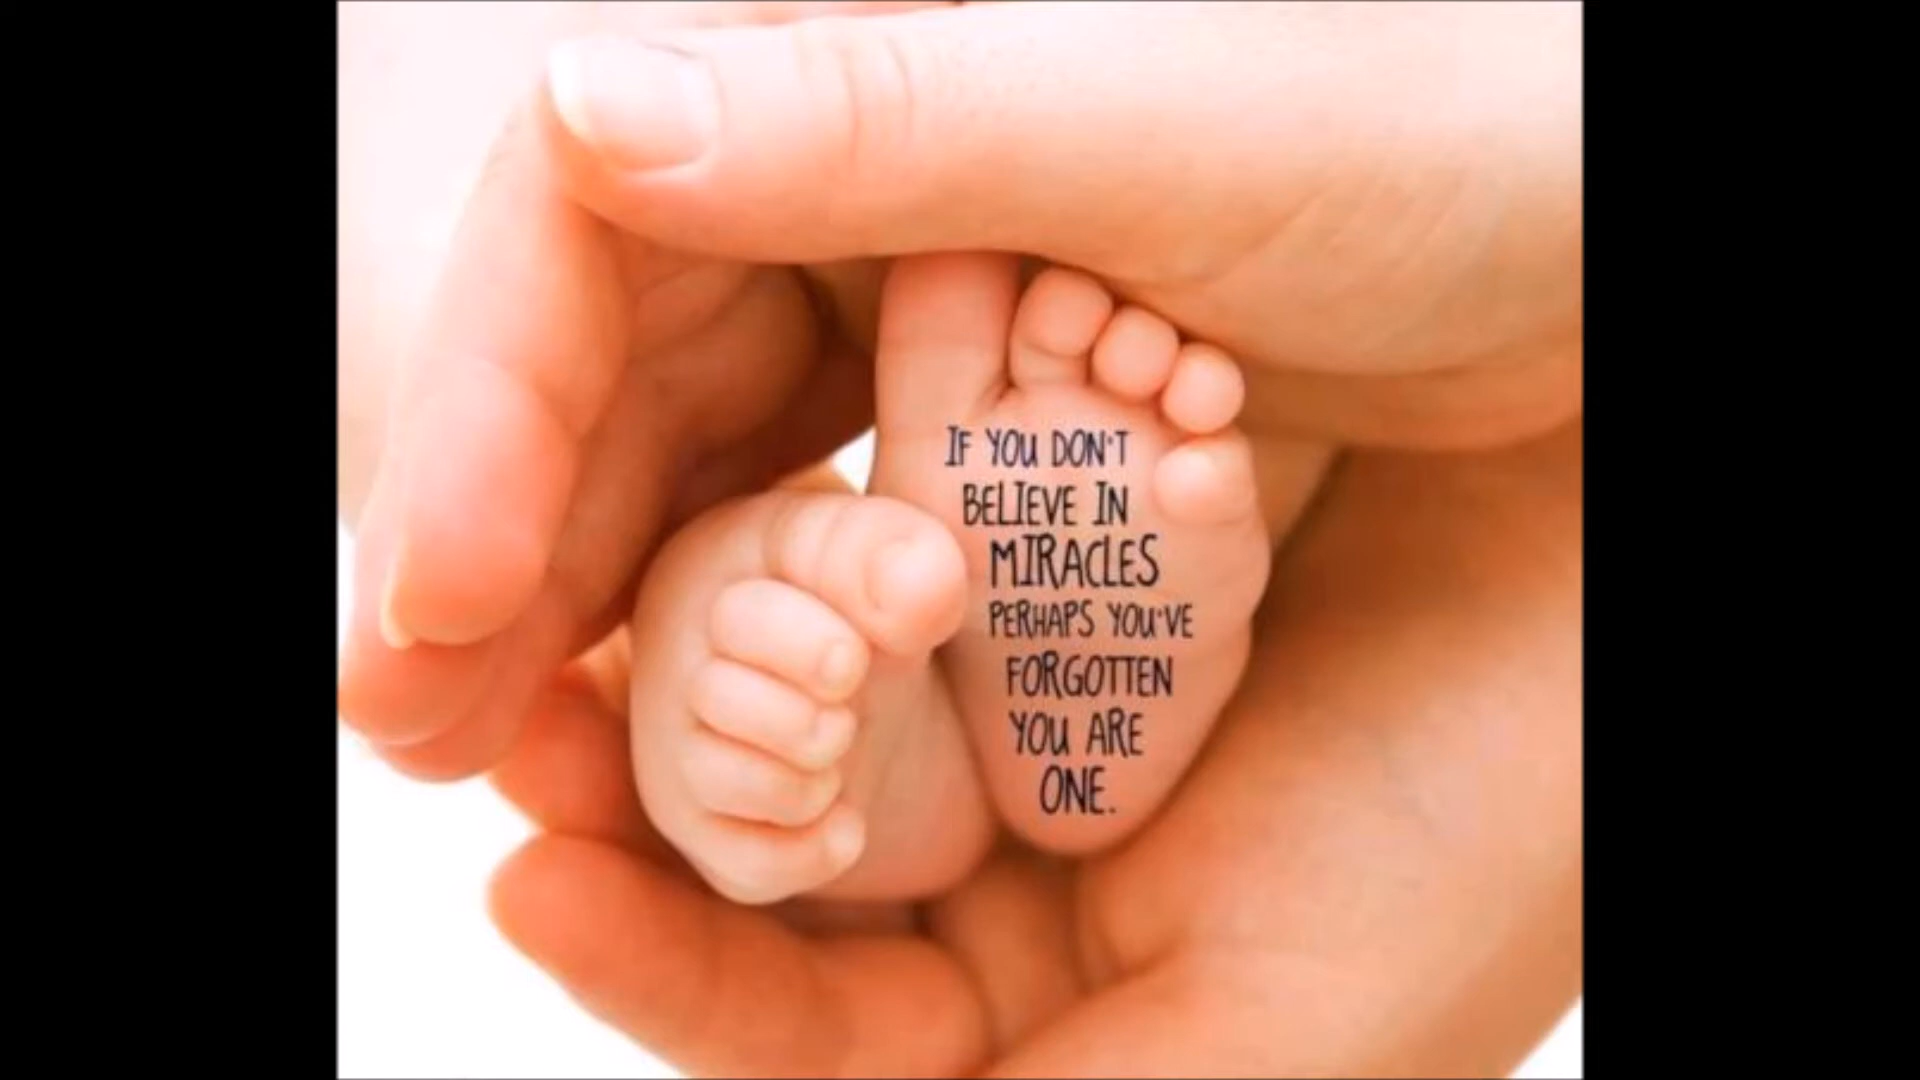 IF YOU DON'T
BELIEVE IN
MIRACLES
PERHAPS YOU'VE
FORGOTTEN
YOU ARE
ONE.